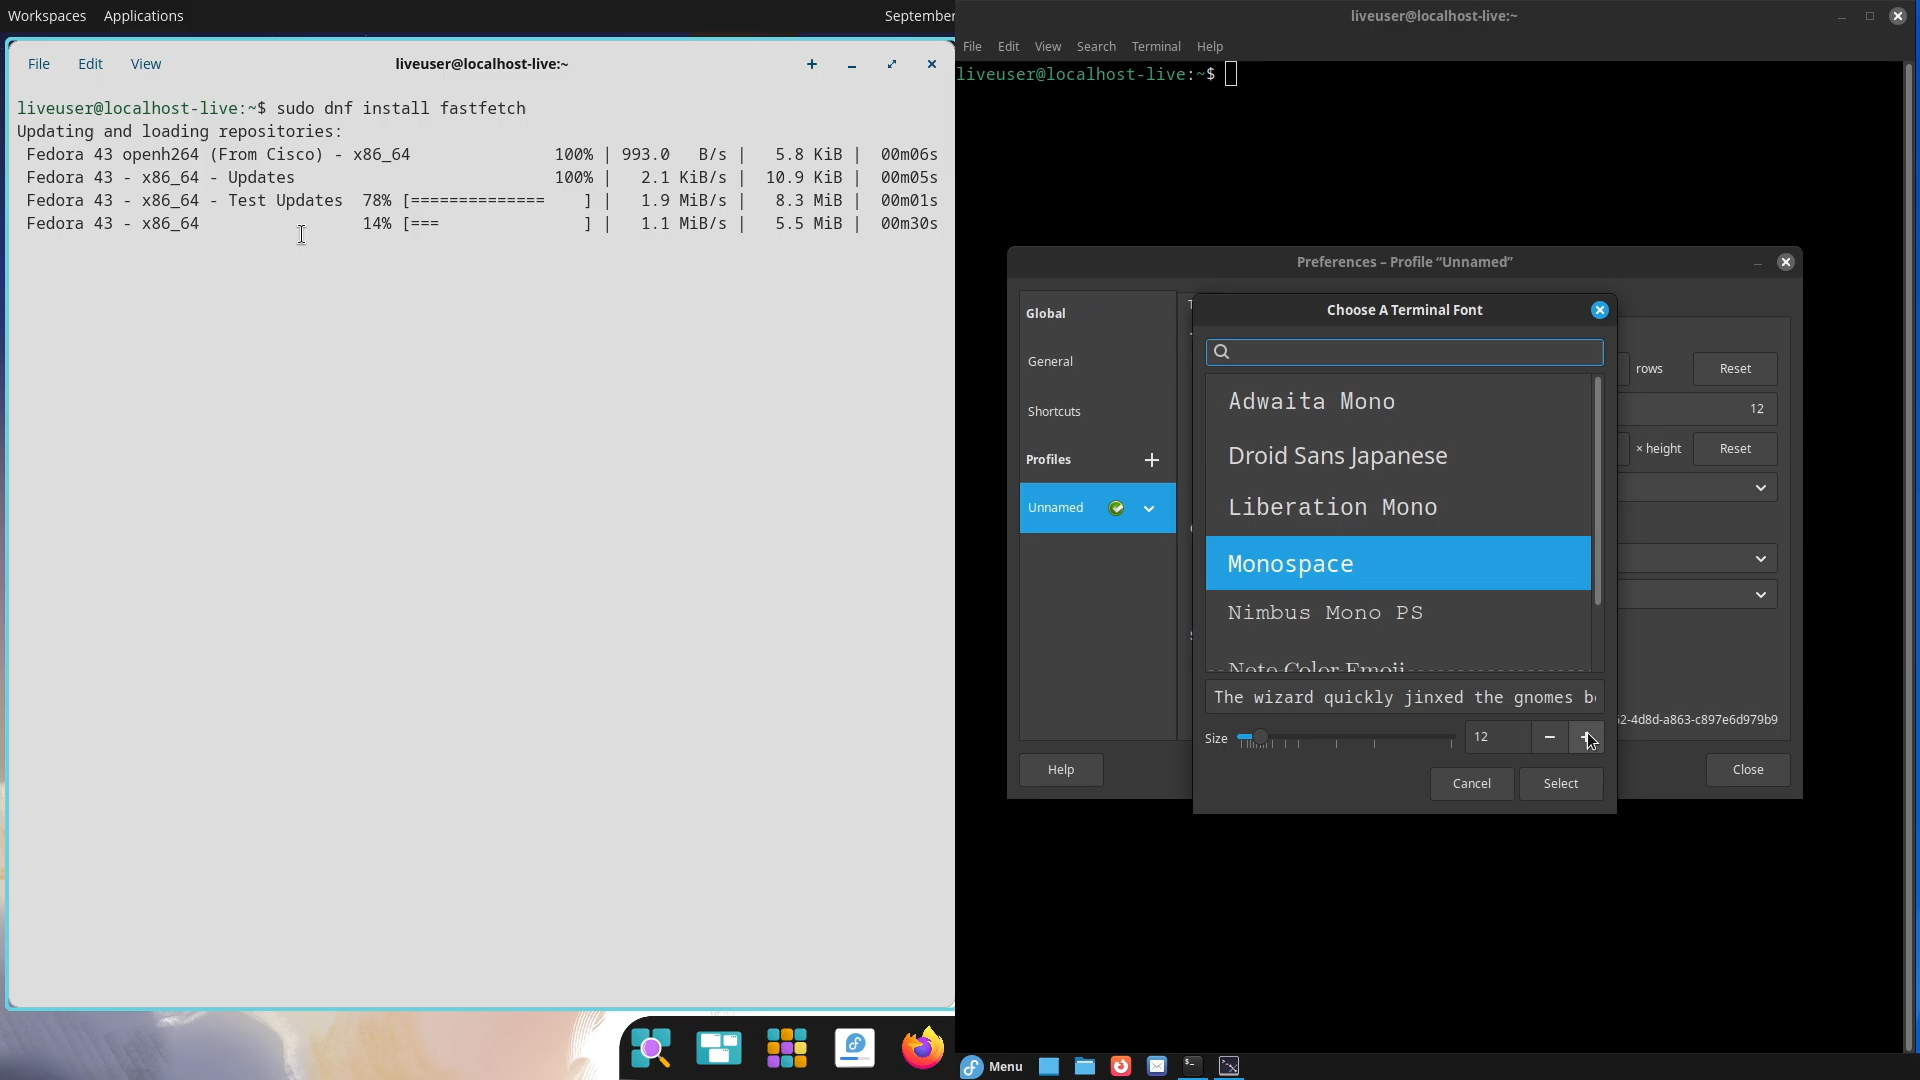 Workspaces Applications September
File Edit View liveuser@localhost-live:~
liveuser@localhost-live:~$ sudo dnf install fastfetch
Updating and loading repositories:
Fedora 43 openh264 (From Cisco) - x86_64 100% | 993.0 B/s | 5.8 KiB | 00m06s
Fedora 43 - x86_64 - Updates 100% | 2.1 KiB/s | 10.9 KiB | 00m05s
Fedora 43 - x86_64 - Test Updates 78% [============== ] | 1.9 MiB/s | 8.3 MiB | 00m01s
Fedora 43 - x86_64 14% [=== ] | 1.1 MiB/s | 5.5 MiB | 00m30s
liveuser@localhost-live:~
File Edit View Search Terminal Help
liveuser@localhost-live:~$
Preferences – Profile “Unnamed”
Global
General
Shortcuts
Profiles
Unnamed
Help
Choose A Terminal Font
Adwaita Mono
Droid Sans Japanese
Liberation Mono
Monospace
Nimbus Mono PS
Noto Color Emoji
The wizard quickly jinxed the gnomes b
Size 12
Cancel Select
rows Reset
12
× height Reset
2-4d8d-a863-c897e6d979b9
Close
Menu